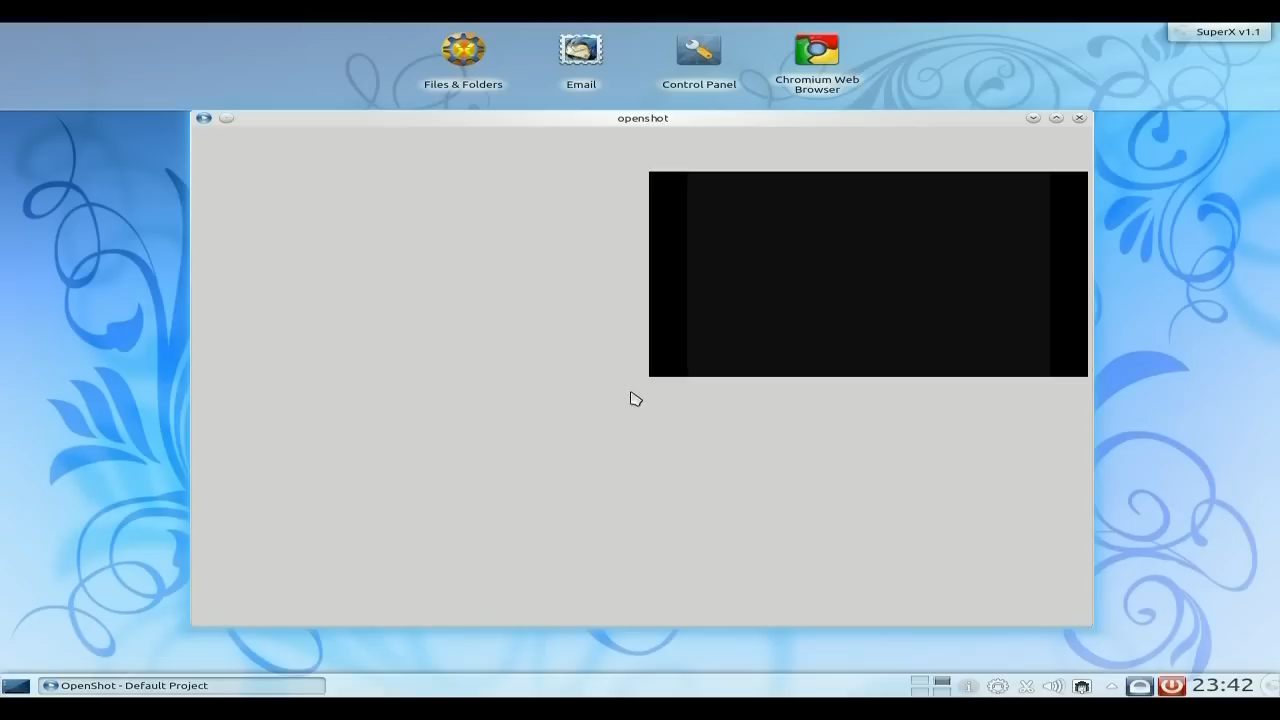 SuperX v1.1
Files & Folders
Email
Control Panel
Chromium Web
Browser
openshot
OpenShot - Default Project
23:42